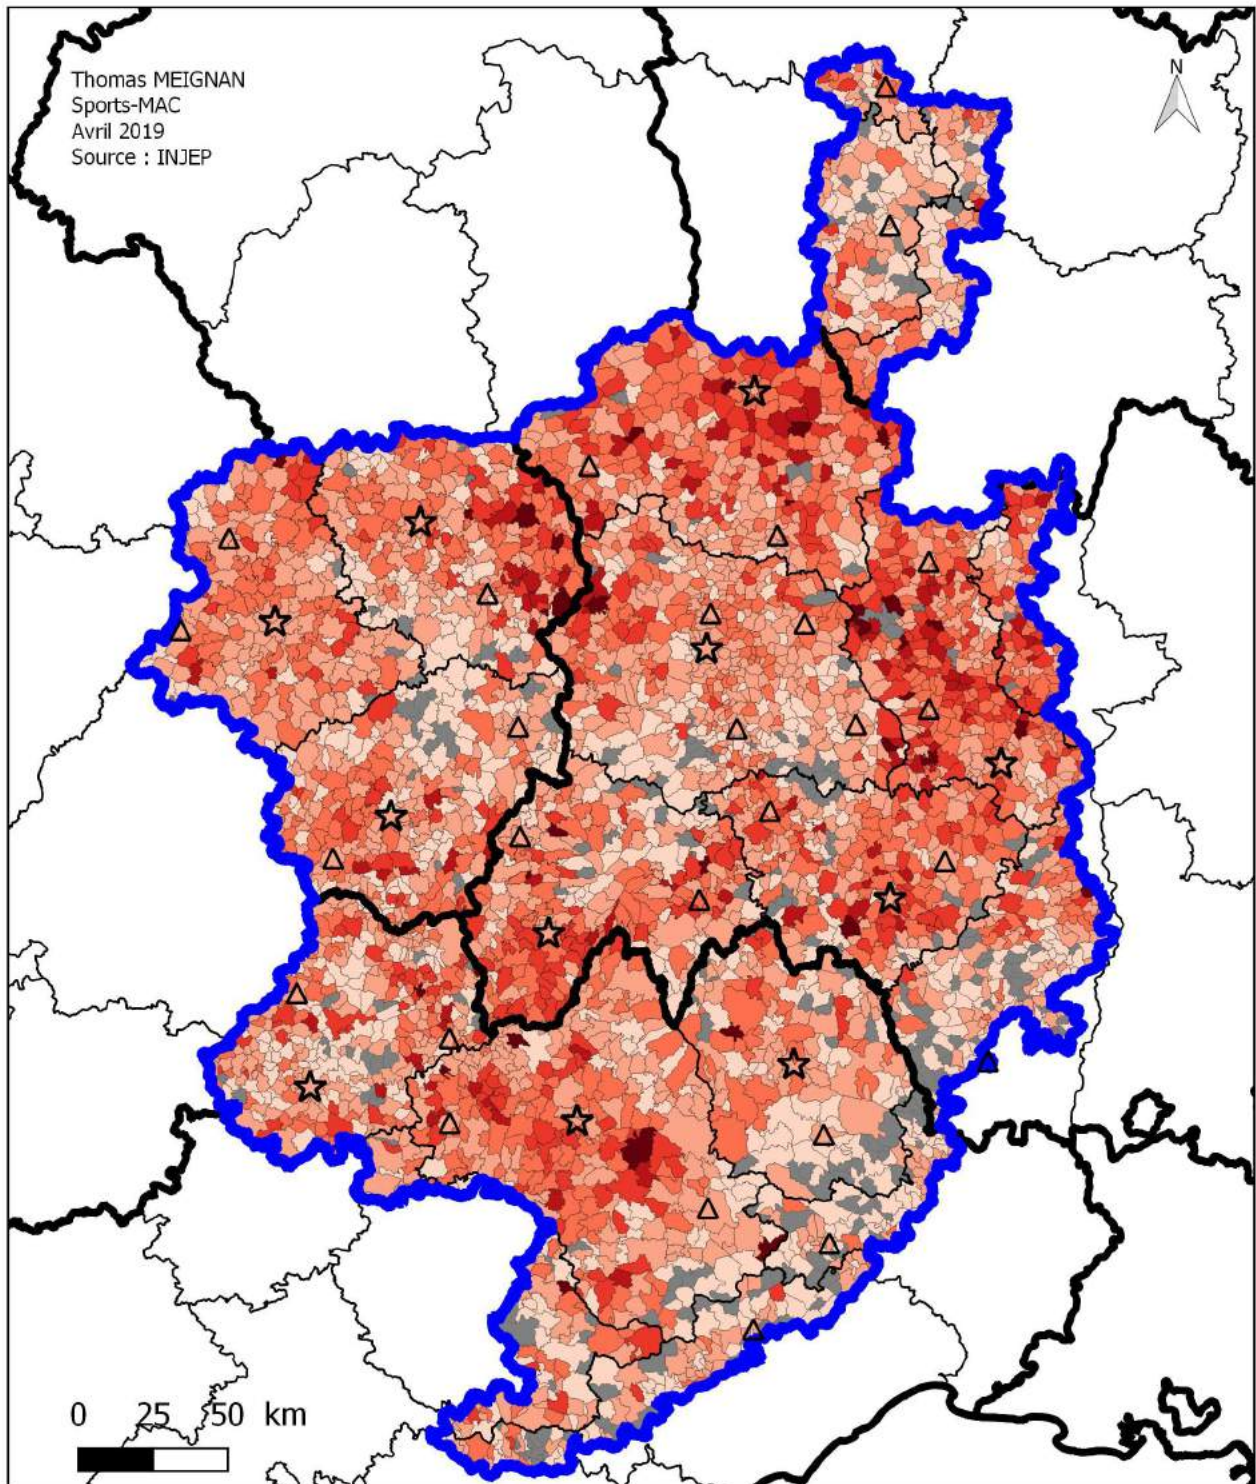 Thomas MEIGNAN
Sports-MAC
Avril 2019
Source : INJEP
N
0 25 50 km